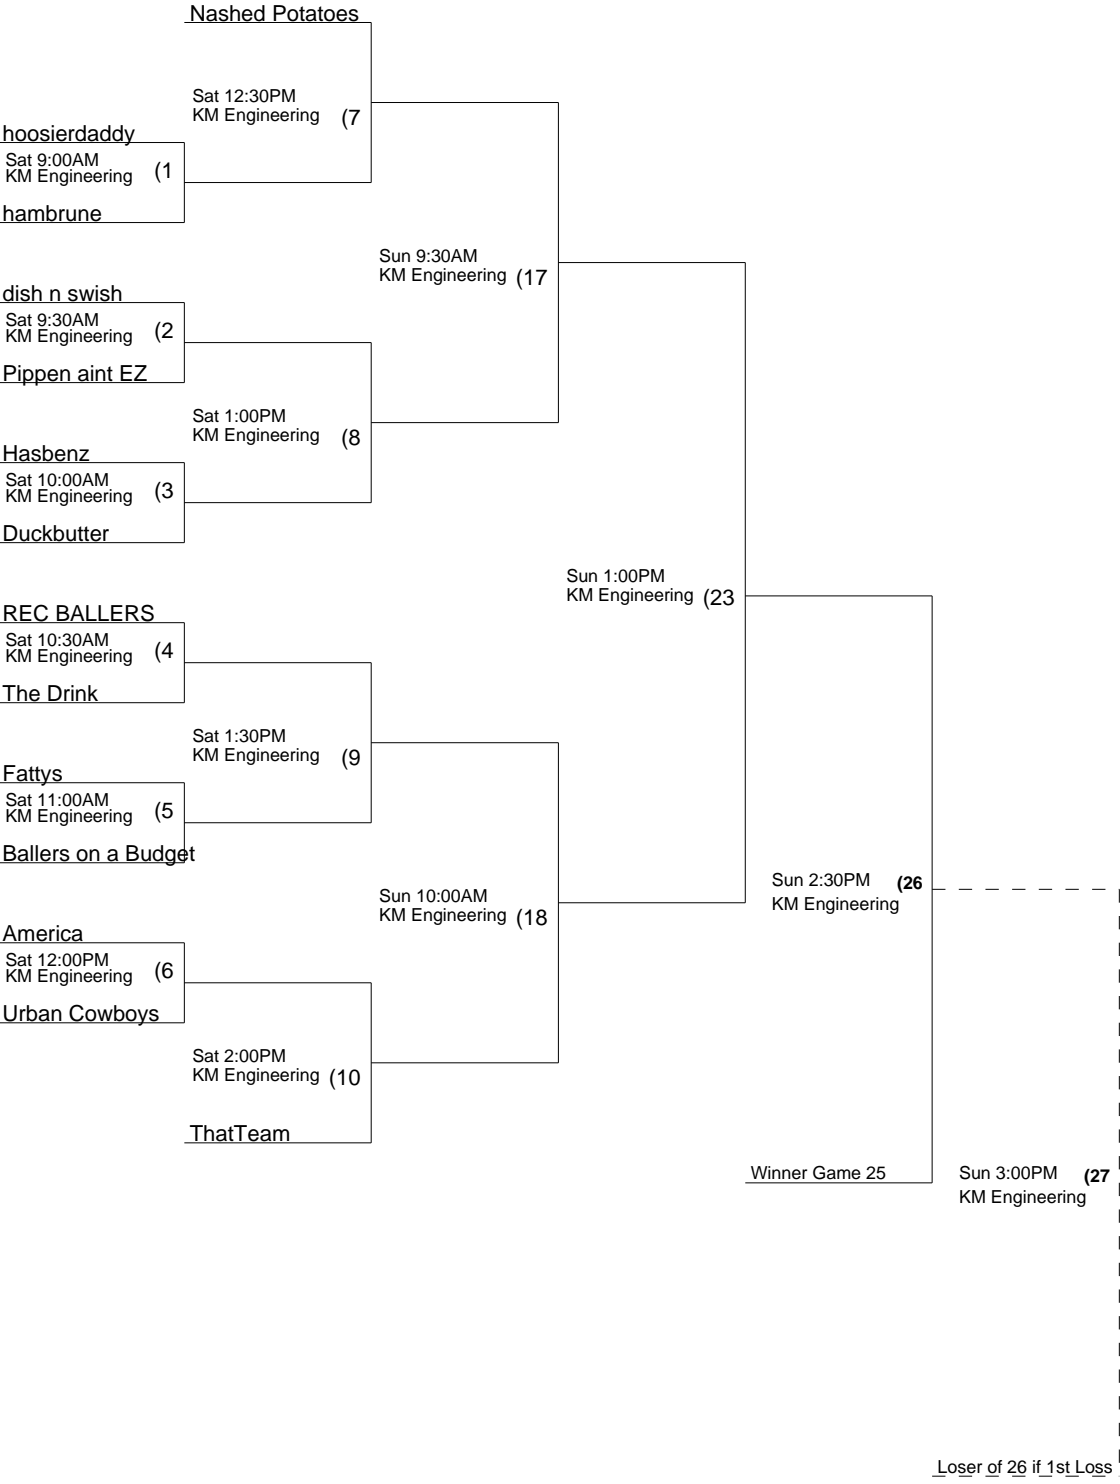 Nashed Potatoes
Sat 12:30PM
KM Engineering (7
hoosierdaddy
Sat 9:00AM
KM Engineering (1
hambrune
Sun 9:30AM
KM Engineering (17
dish n swish
Sat 9:30AM
KM Engineering (2
Pippen aint EZ
Sat 1:00PM
KM Engineering (8
Hasbenz
Sat 10:00AM
KM Engineering (3
Duckbutter
Sun 1:00PM
KM Engineering (23
REC BALLERS
Sat 10:30AM
KM Engineering (4
The Drink
Sat 1:30PM
KM Engineering (9
Fattys
Sat 11:00AM
KM Engineering (5
Ballers on a Budget
Sun 2:30PM (26
KM Engineering
Sun 10:00AM
KM Engineering (18
America
Sat 12:00PM
KM Engineering (6
Urban Cowboys
Sat 2:00PM
KM Engineering (10
ThatTeam
Winner Game 25
Sun 3:00PM (27
KM Engineering
Loser of 26 if 1st Loss